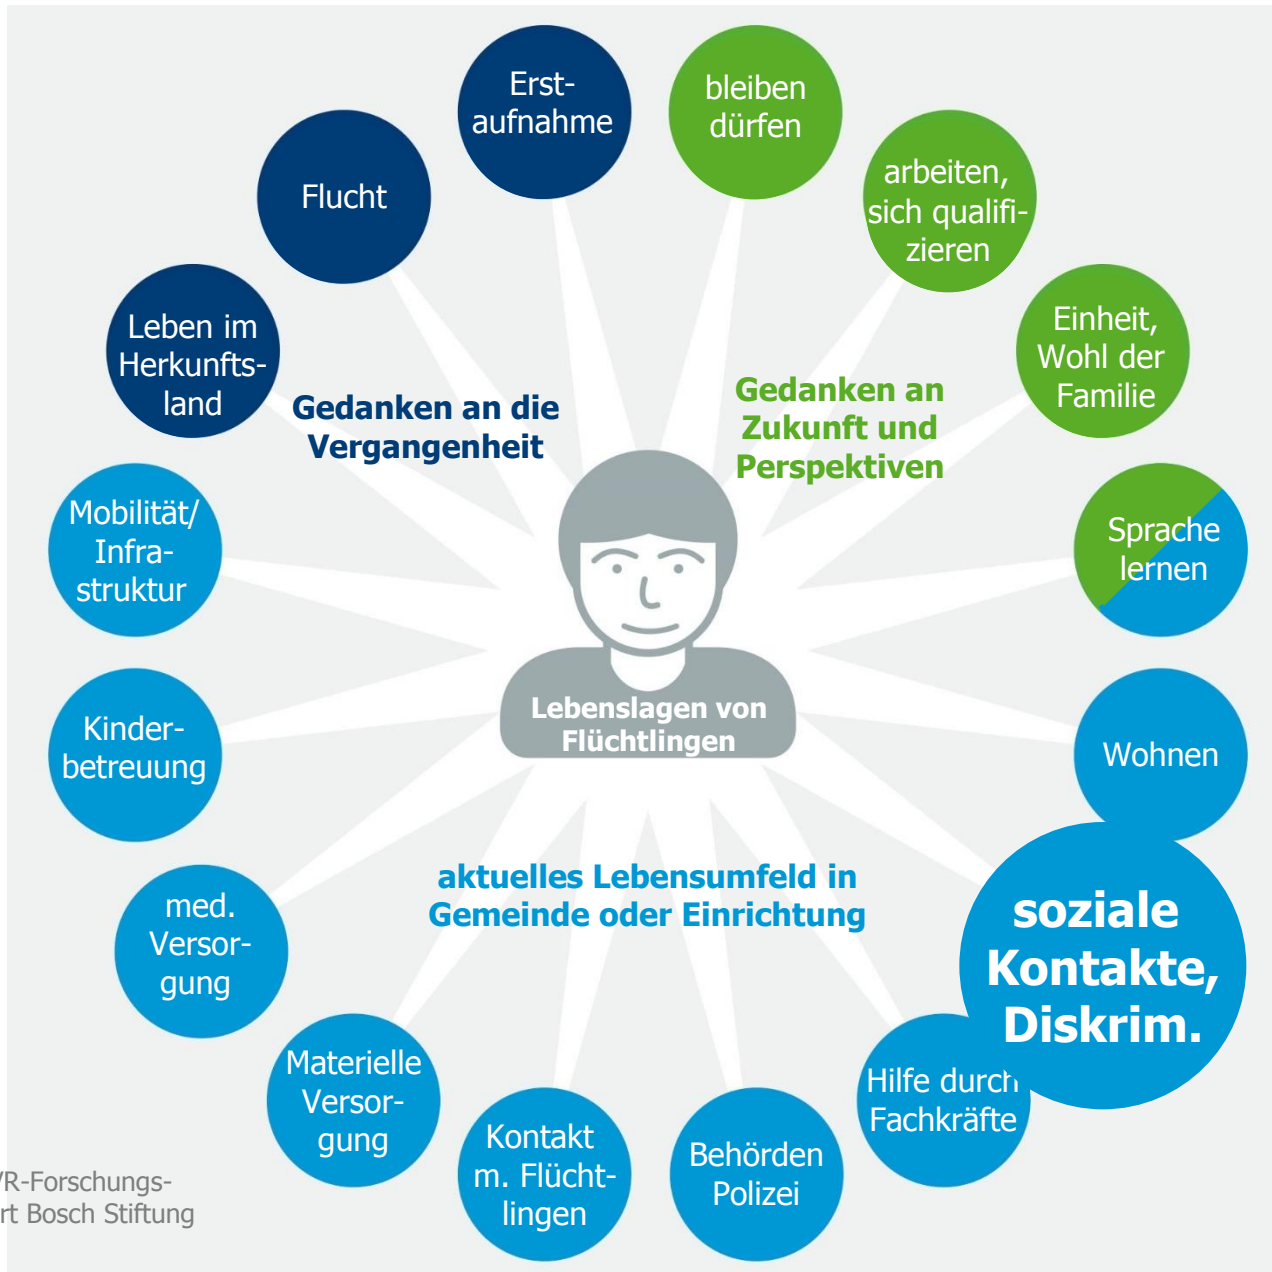 Erst-
aufnahme
bleiben
dürfen
arbeiten,
sich qualifi-
zieren
Flucht
Einheit,
Wohl der
Familie
Leben im
Herkunfts-
land
Gedanken an die
Vergangenheit
Gedanken an
Zukunft und
Perspektiven
Mobilität/
Infra-
struktur
Sprache
lernen
Lebenslagen von
Flüchtlingen
Kinder-
betreuung
Wohnen
aktuelles Lebensumfeld in
Gemeinde oder Einrichtung
med.
Versor-
gung
soziale
Kontakte,
Diskrim.
Materielle
Versor-
gung
Kontakt
m. Flücht-
lingen
Behörden
Polizei
Hilfe durch
Fachkräfte
VR-Forschungs-
rt Bosch Stiftung